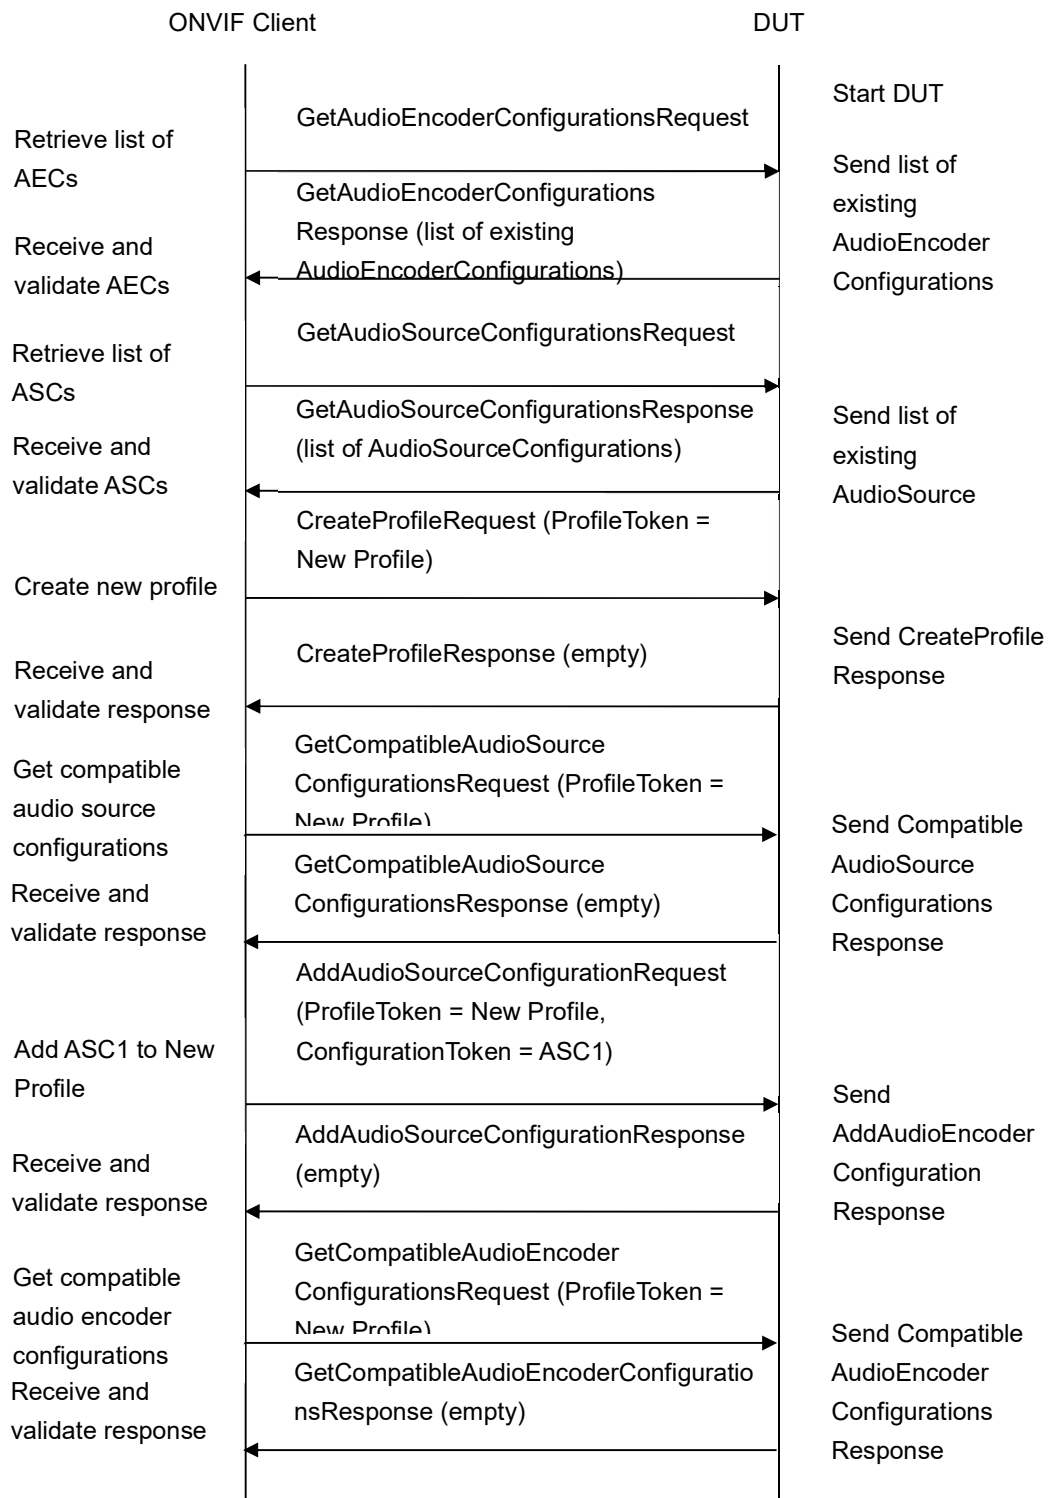 ONVIF Client
DUT
Start DUT
GetAudioEncoderConfigurationsRequest
Retrieve list of
AECs
Send list of
existing
AudioEncoder
Configurations
GetAudioEncoderConfigurations
Response (list of existing
AudioEncoderConfigurations)
Receive and
validate AECs
GetAudioSourceConfigurationsRequest
Retrieve list of
ASCs
GetAudioSourceConfigurationsResponse
(list of AudioSourceConfigurations)
Send list of
existing
AudioSource
Receive and
validate ASCs
CreateProfileRequest (ProfileToken =
New Profile)
Create new profile
CreateProfileResponse (empty)
Send CreateProfile
Response
Receive and
validate response
GetCompatibleAudioSource
ConfigurationsRequest (ProfileToken =
New Profile)
Get compatible
audio source
configurations
Send Compatible
AudioSource
Configurations
Response
GetCompatibleAudioSource
ConfigurationsResponse (empty)
Receive and
validate response
AddAudioSourceConfigurationRequest
(ProfileToken = New Profile,
ConfigurationToken = ASC1)
Add ASC1 to New
Profile
Send
AddAudioEncoder
Configuration
Response
AddAudioSourceConfigurationResponse
(empty)
Receive and
validate response
GetCompatibleAudioEncoder
ConfigurationsRequest (ProfileToken =
New Profile)
Get compatible
audio encoder
configurations
Send Compatible
AudioEncoder
Configurations
Response
GetCompatibleAudioEncoderConfiguratio
nsResponse (empty)
Receive and
validate response